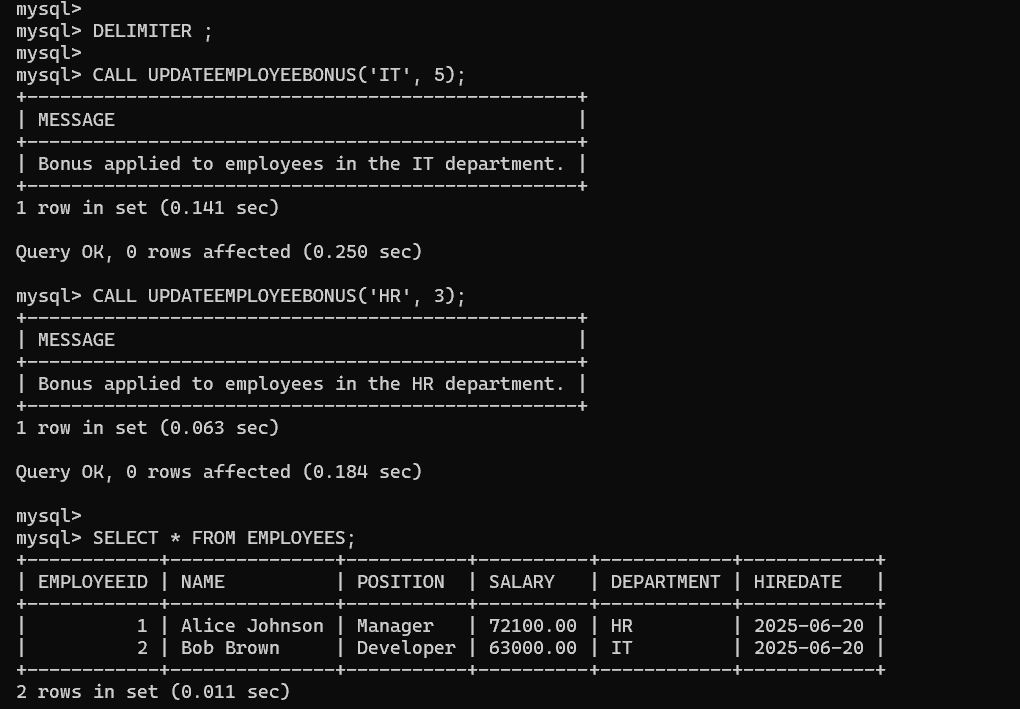 mysql>
mysql> DELIMITER ;
mysql>
mysql> CALL UPDATEEMPLOYEEBONUS('IT', 5);
+--------------------------------------------------+
| MESSAGE                                          |
+--------------------------------------------------+
| Bonus applied to employees in the IT department. |
+--------------------------------------------------+
1 row in set (0.141 sec)

Query OK, 0 rows affected (0.250 sec)

mysql> CALL UPDATEEMPLOYEEBONUS('HR', 3);
+--------------------------------------------------+
| MESSAGE                                          |
+--------------------------------------------------+
| Bonus applied to employees in the HR department. |
+--------------------------------------------------+
1 row in set (0.063 sec)

Query OK, 0 rows affected (0.184 sec)

mysql>
mysql> SELECT * FROM EMPLOYEES;
+------------+---------------+-----------+----------+------------+------------+
| EMPLOYEEID | NAME          | POSITION  | SALARY   | DEPARTMENT | HIREDATE   |
+------------+---------------+-----------+----------+------------+------------+
|          1 | Alice Johnson | Manager   | 72100.00 | HR         | 2025-06-20 |
|          2 | Bob Brown     | Developer | 63000.00 | IT         | 2025-06-20 |
+------------+---------------+-----------+----------+------------+------------+
2 rows in set (0.011 sec)